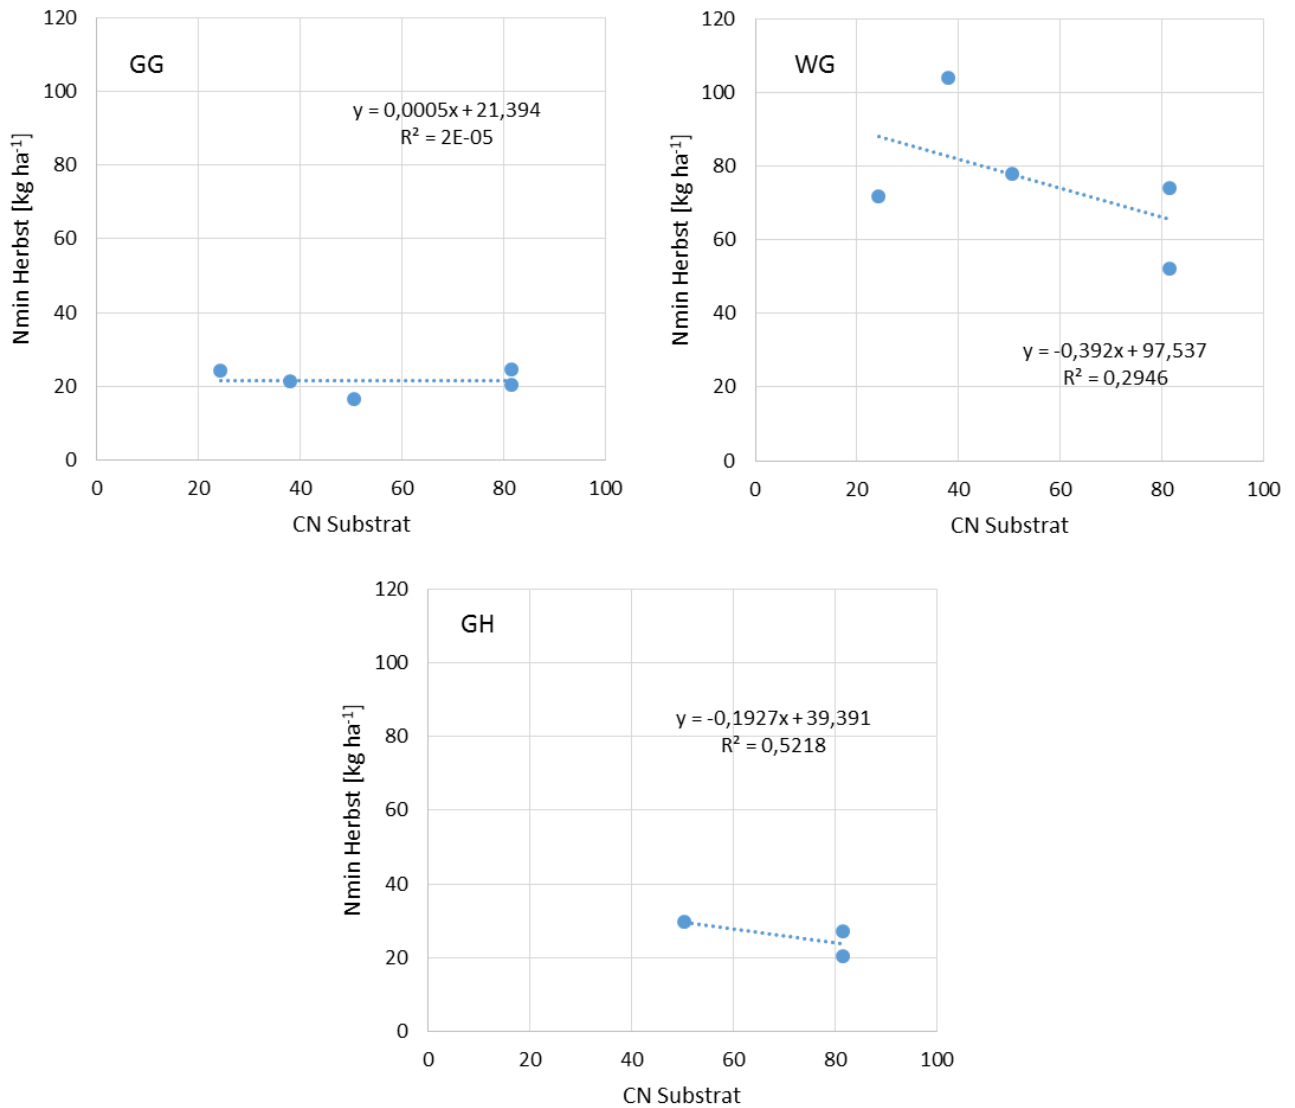 GG
y = 0,0005x + 21,394
R² = 2E-05
Nmin Herbst [kg ha⁻¹]
120
100
80
60
40
20
0
0 20 40 60 80 100
CN Substrat
WG
y = -0,392x + 97,537
R² = 0,2946
Nmin Herbst [kg ha⁻¹]
120
100
80
60
40
20
0
0 20 40 60 80 100
CN Substrat
GH
y = -0,1927x + 39,391
R² = 0,5218
Nmin Herbst [kg ha⁻¹]
120
100
80
60
40
20
0
0 20 40 60 80 100
CN Substrat